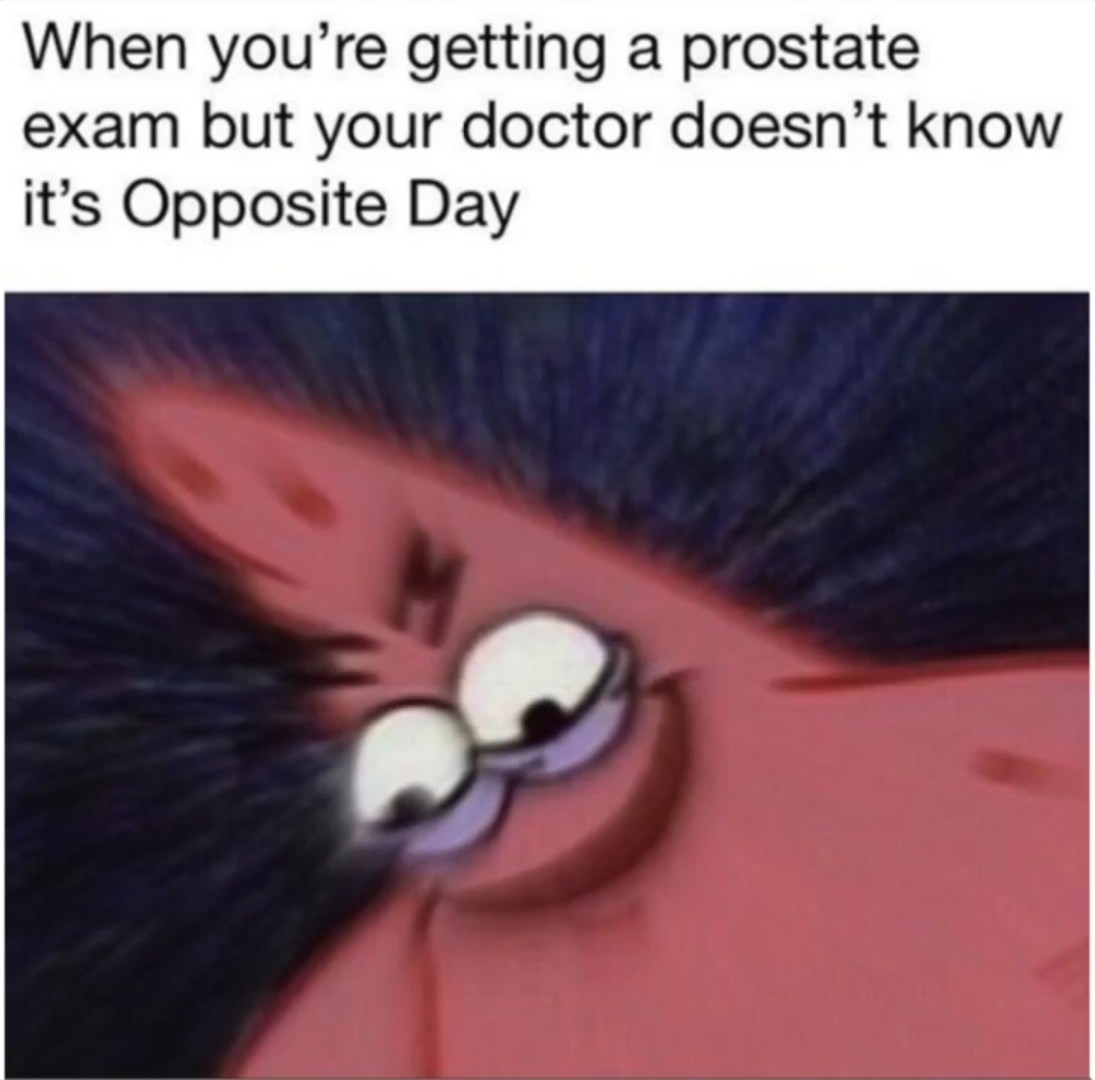 When you’re getting a prostate
exam but your doctor doesn’t know
it’s Opposite Day